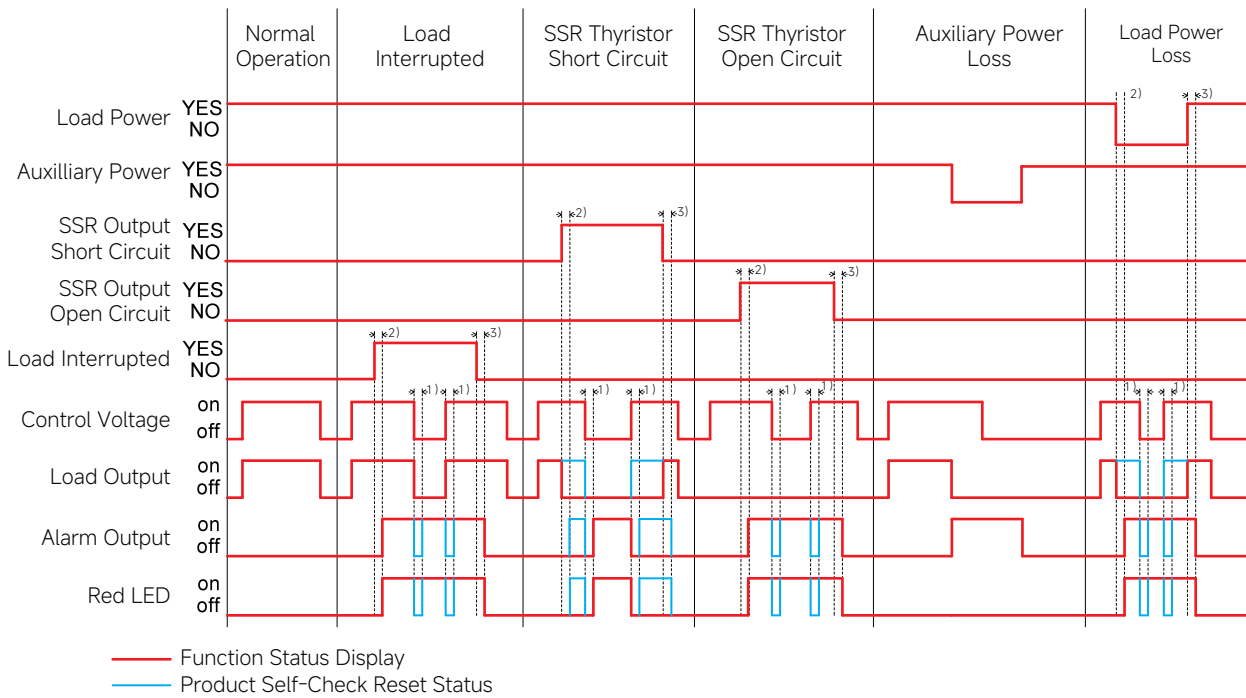 Normal
Operation
Load
Interrupted
SSR Thyristor
Short Circuit
SSR Thyristor
Open Circuit
Auxiliary Power
Loss
Load Power
Loss
Load Power
YES
NO
2)
3)
Auxilliary Power
YES
NO
SSR Output
Short Circuit
YES
NO
2)
3)
SSR Output
Open Circuit
YES
NO
2)
3)
Load Interrupted
YES
NO
2)
3)
Control Voltage
on
off
1)
1)
1)
1)
1)
1)
1)
1)
Load Output
on
off
Alarm Output
on
off
Red LED
on
off
Function Status Display
Product Self-Check Reset Status